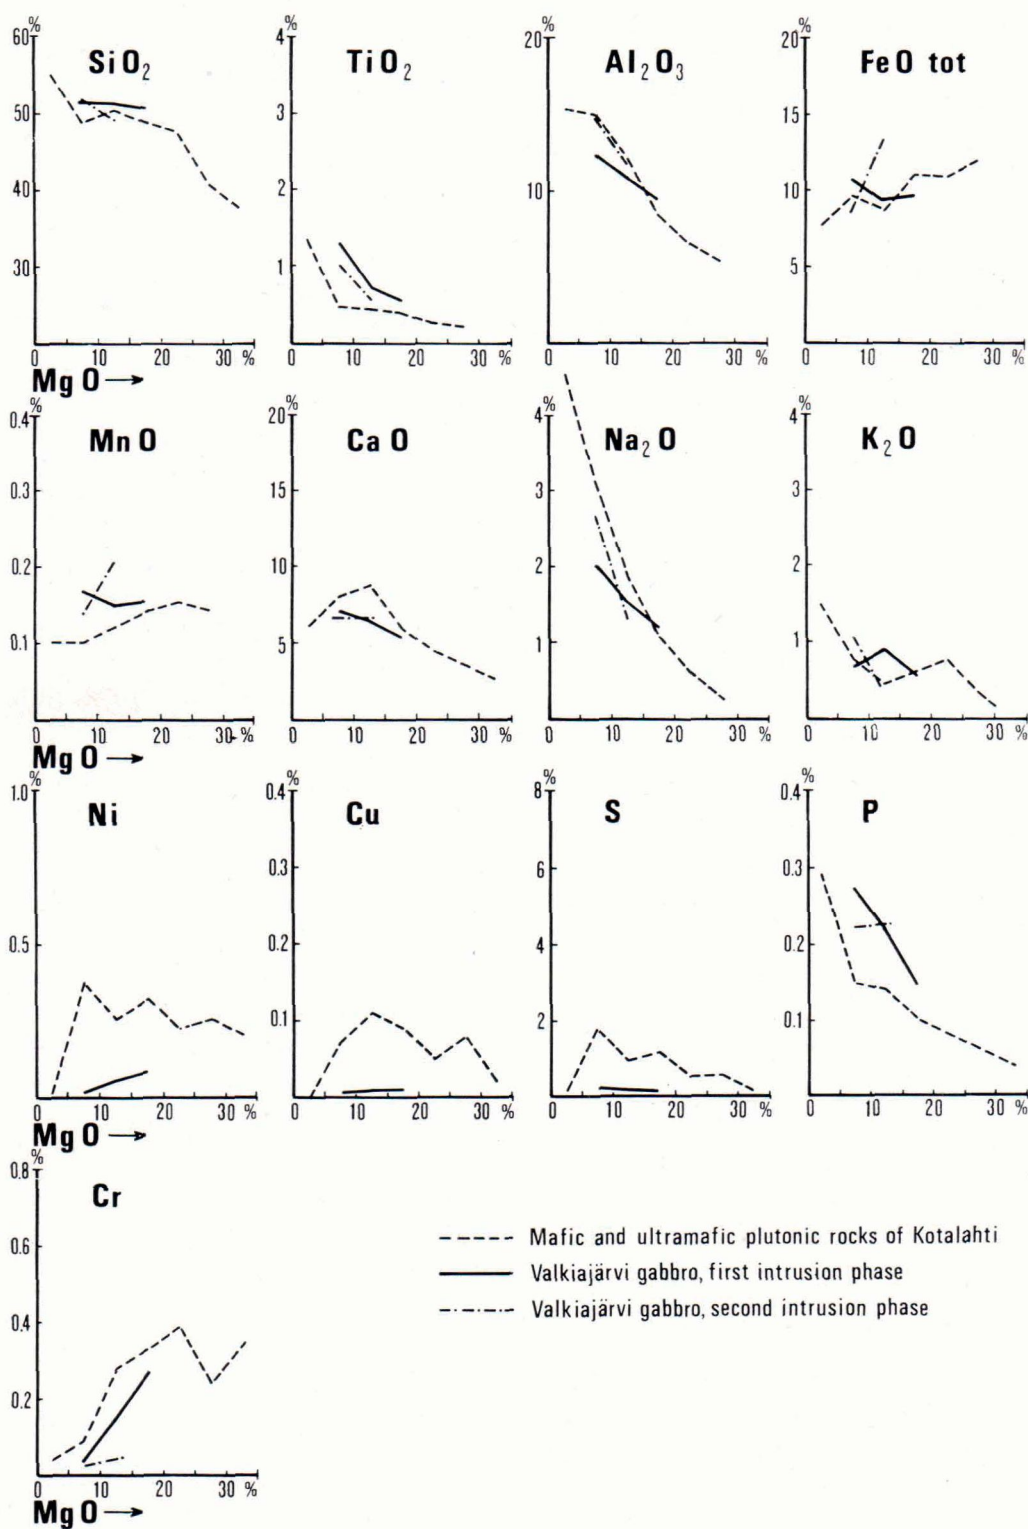 % % % %
60% 4 20% 20
SiO₂ TiO₂ Al₂O₃ FeO tot
50 3 15
40 2 10 10
30 1 5
0 10 20 30 % 0 10 20 30 % 0 10 20 30 % 0 10 20 30 %
MgO →
% % % %
0.4 20% 4 4
MnO CaO Na₂O K₂O
0.3 15 3 3
0.2 10 2 2
0.1 5 1 1
0 10 20 30 % 0 10 20 30 % 0 10 20 30 % 0 10 20 30 %
MgO →
% % % %
1.0 0.4 8 0.4
Ni Cu S P
0.3 6 0.3
0.5 0.2 4 0.2
0.1 2 0.1
0 10 20 30 % 0 10 20 30 % 0 10 20 30 % 0 10 20 30 %
MgO →
%
0.8
Cr
0.6
0.4
0.2
0 10 20 30 %
MgO →
Mafic and ultramafic plutonic rocks of Kotalahti
Valkiajärvi gabbro, first intrusion phase
Valkiajärvi gabbro, second intrusion phase